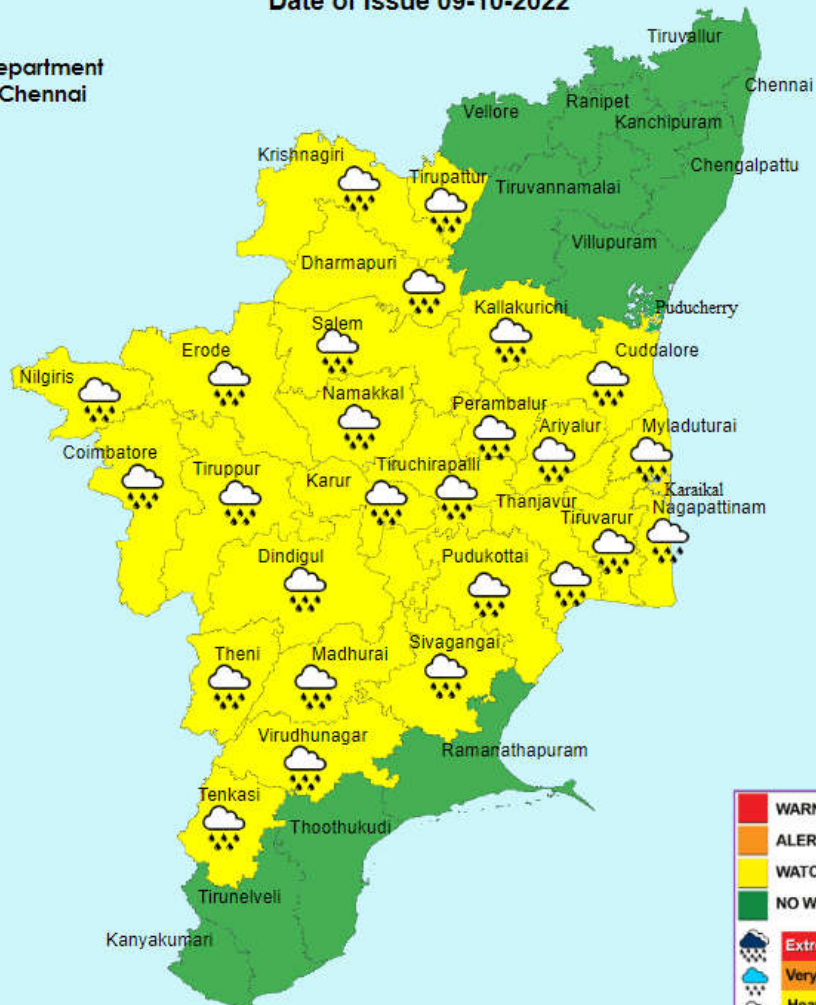 Date of Issue 09-10-2022
epartment
Chennai
Tiruvallur
Chennai
Vellore
Ranipet
Kanchipuram
Krishnagiri
Tirupattur
Tiruvannamalai
Chengalpattu
Villupuram
Dharmapuri
Kallakurichi
Puducherry
Salem
Cuddalore
Erode
Nilgiris
Namakkal
Perambalur
Ariyalur
Myladuturai
Coimbatore
Tiruppur
Karur
Tiruchirapalli
Karaikal
Thanjavur
Nagapattinam
Tiruvarur
Dindigul
Pudukottai
Sivagangai
Theni
Madhurai
Virudhunagar
Ramanathapuram
Tenkasi
Thoothukudi
Tirunelveli
Kanyakumari
WARN
ALER
WATC
NO W
Extr
Very
Hea